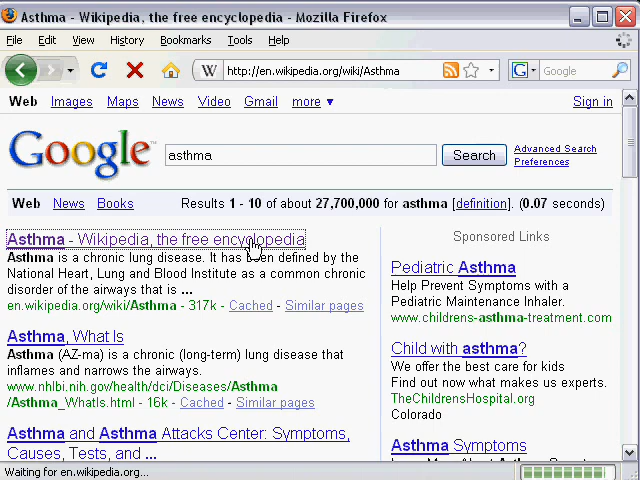 Asthma - Wikipedia, the free encyclopedia - Mozilla Firefox
File Edit View History Bookmarks Tools Help
W http://en.wikipedia.org/wiki/Asthma G Google
Web Images Maps News Video Gmail more ▼ Sign in
Google™ asthma Search Advanced Search
Preferences
Web News Books Results 1 - 10 of about 27,700,000 for asthma [definition]. (0.07 seconds)
Asthma - Wikipedia, the free encyclopedia
Asthma is a chronic lung disease. It has been defined by the
National Heart, Lung and Blood Institute as a common chronic
disorder of the airways that is ...
en.wikipedia.org/wiki/Asthma - 317k - Cached - Similar pages
Asthma, What Is
Asthma (AZ-ma) is a chronic (long-term) lung disease that
inflames and narrows the airways.
www.nhlbi.nih.gov/health/dci/Diseases/Asthma
/Asthma_WhatIs.html - 16k - Cached - Similar pages
Asthma and Asthma Attacks Center: Symptoms,
Causes, Tests, and ...
Sponsored Links
Pediatric Asthma
Help Prevent Symptoms with a
Pediatric Maintenance Inhaler.
www.childrens-asthma-treatment.com
Child with asthma?
We offer the best care for kids
Find out now what makes us experts.
TheChildrensHospital.org
Colorado
Asthma Symptoms
Waiting for en.wikipedia.org...